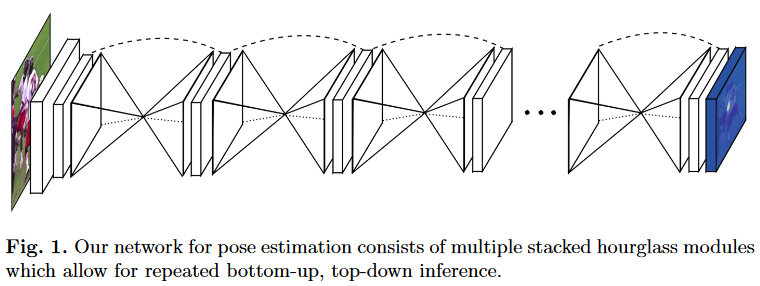 Fig. 1. Our network for pose estimation consists of multiple stacked hourglass modules
which allow for repeated bottom-up, top-down inference.